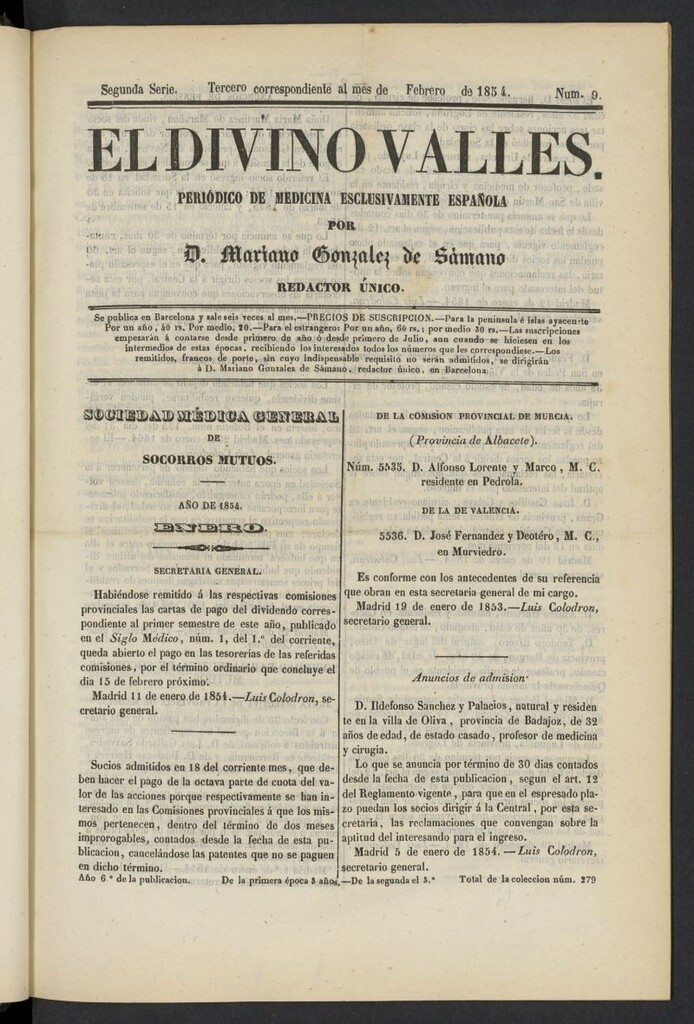 Segunda Serie. Tercero correspondiente al mes de Febrero de 1854. Num. 9.
EL DIVINO VALLES.
PERIÓDICO DE MEDICINA ESCLUSIVAMENTE ESPAÑOLA
POR
D. Mariano Gonzalez de Sámano
REDACTOR ÚNICO.
Se publica en Barcelona y sale seis veces al mes.—PRECIOS DE SUSCRIPCION.—Para la península é islas ayacente
Por un año, 40 rs. Por medio, 20.—Para el estrangero: Por un año, 60 rs.; por medio 30 rs.—Las suscripciones
empezarán á contarse desde primero de año ó desde primero de Julio, aun cuando se hiciesen en los
intermedios de estas épocas, recibiendo los interesados todos los números que les correspondiese.—Los
remitidos, francos de porte, sin cuyo indispensable requisitó no serán admitidos, se dirigirán
á D. Mariano Gonzalez de Sámano, redactor único, en Barcelona.
SOCIEDAD MÉDICA GENERAL
DE
SOCORROS MUTUOS.
AÑO DE 1854.
ENERO.
SECRETARIA GENERAL.
Habiéndose remitido á las respectivas comisiones
provinciales las cartas de pago del dividendo corres-
pondiente al primer semestre de este año, publicado
en el Siglo Médico, núm. 1, del 1.º del corriente,
queda abierto el pago en las tesorerias de las referidas
comisiones, por el término ordinario que concluye el
dia 15 de febrero próximo.
Madrid 11 de enero de 1854.—Luis Colodron, se-
cretario general.
Socios admitidos en 18 del corriente mes, que de-
ben hacer el pago de la octava parte de cuota del va-
lor de las acciones porque respectivamente se han in-
teresado en las Comisiones provinciales á que los mis-
mos pertenecen, dentro del término de dos meses
improrogables, contados desde la fecha de esta pu-
blicacion, cancelándose las patentes que no se paguen
en dicho término.
DE LA COMISION PROVINCIAL DE MURCIA.
(Provincia de Albacete).
Núm. 5535. D. Alfonso Lorente y Marco, M. C.
residente en Pedrola.
DE LA DE VALENCIA.
5536. D. José Fernandez y Deotéro, M. C.,
en Murviedro.
Es conforme con los antecedentes de su referencia
que obran en esta secretaria general de mi cargo.
Madrid 19 de enero de 1853.—Luis Colodron,
secretario general.
Anuncios de admision
D. Ildefonso Sanchez y Palacios, natural y residen
te en la villa de Oliva, provincia de Badajoz, de 32
años de edad, de estado casado, profesor de medicina
y cirugia.
Lo que se anuncia por término de 30 dias contados
desde la fecha de esta publicacion, segun el art. 12
del Reglamento vigente, para que en el espresado pla-
zo puedan los socios dirigir á la Central, por esta se-
cretaria, las reclamaciones que convengan sobre la
aptitud del interesando para el ingreso.
Madrid 5 de enero de 1854.—Luis Colodron,
secretario general.
Año 6º de la publicacion. De la primera época 3 años.—De la segunda el 3.º Total de la coleccion núm. 279